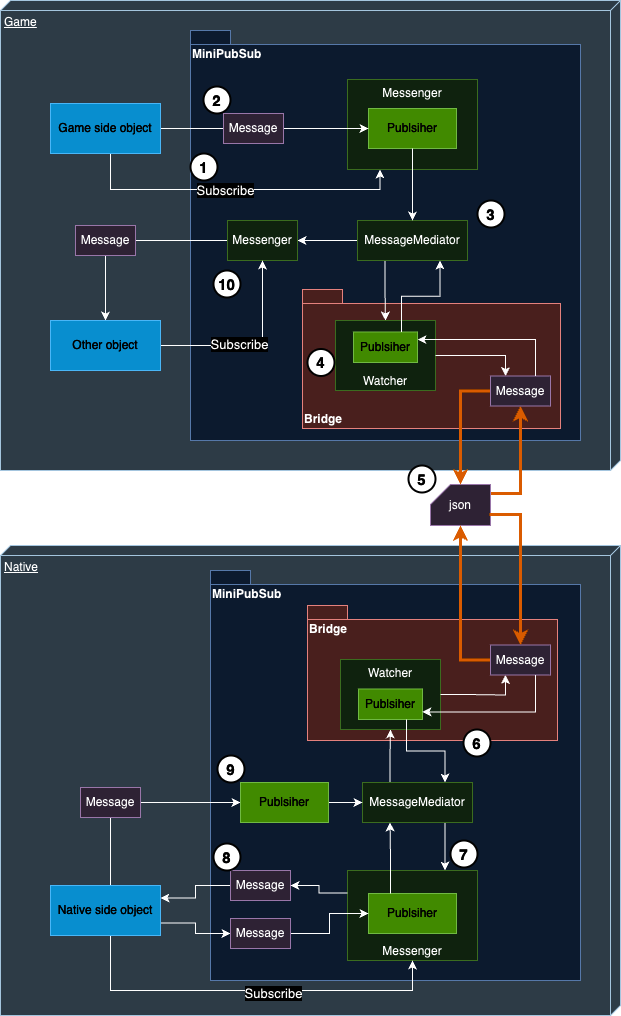 Game
MiniPubSub
Messenger
2
Game side object
Message
Publsiher
1
Subscribe
3
Message
Messenger
MessageMediator
10
Other object
Subscribe
Publsiher
4
Watcher
Message
Bridge
5
json
Native
MiniPubSub
Bridge
Message
Watcher
Publsiher
6
9
Message
Publsiher
MessageMediator
8
7
Message
Native side object
Publsiher
Message
Messenger
Subscribe